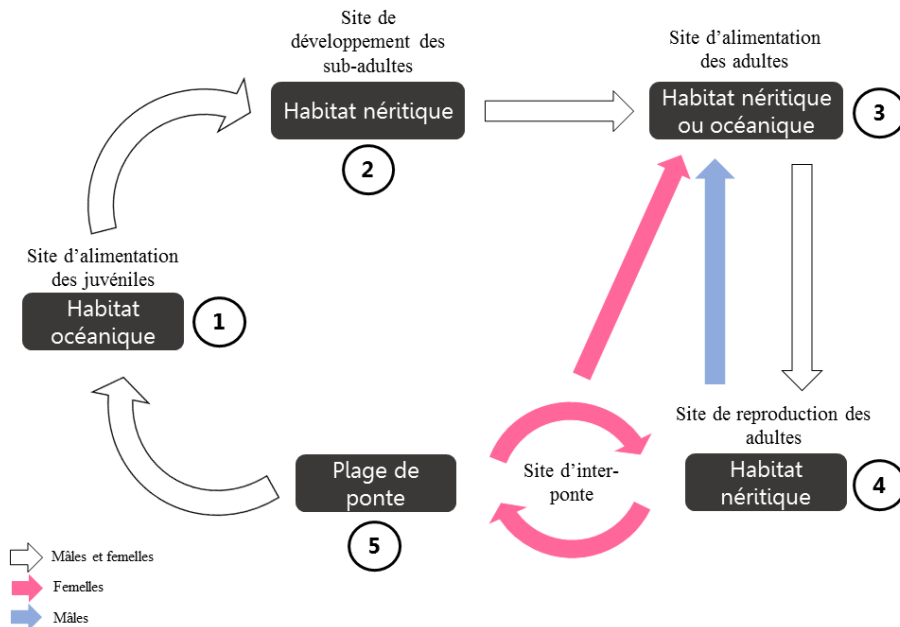 Site de
développement des
sub-adultes
Habitat néritique
2
Site d’alimentation
des adultes
Habitat néritique
ou océanique
3
Site d’alimentation
des juvéniles
Habitat
océanique
1
Site de reproduction des
adultes
Habitat
néritique
4
Site d’inter-
ponte
Plage de
ponte
5
Mâles et femelles
Femelles
Mâles